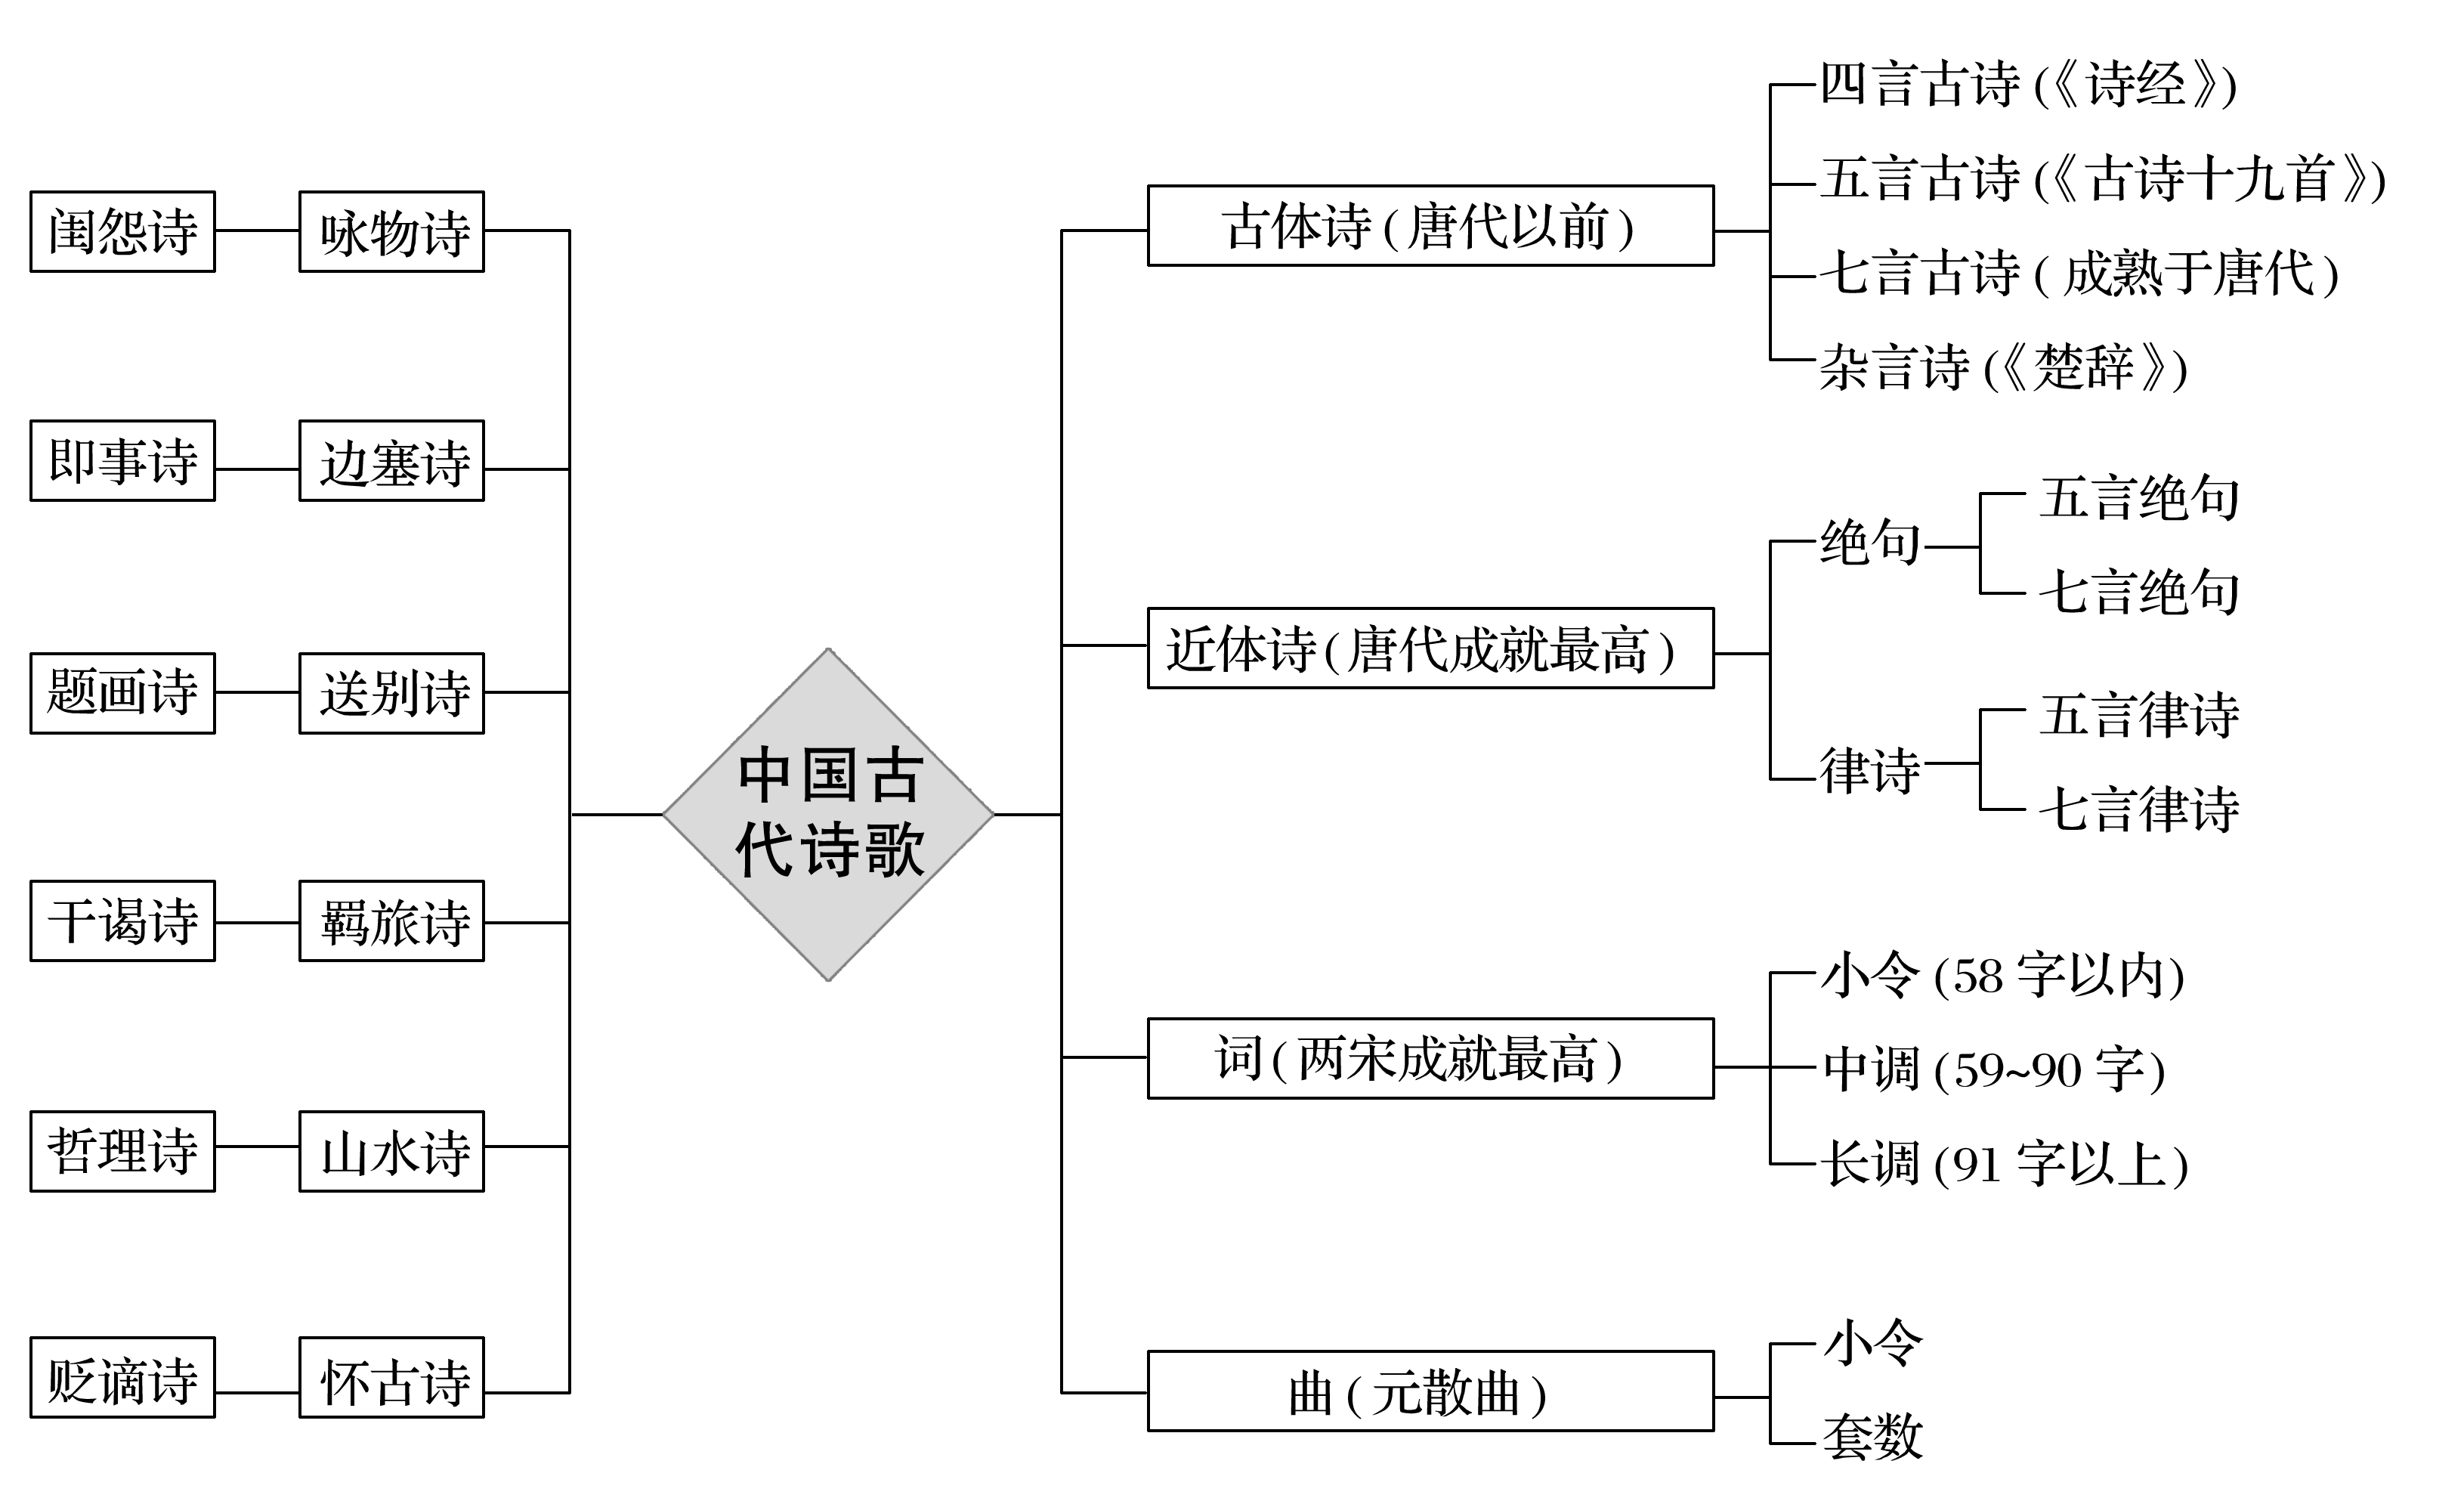 闺怨诗
咏物诗
即事诗
边塞诗
题画诗
送别诗
干谒诗
羁旅诗
哲理诗
山水诗
贬谪诗
怀古诗
中国古
代诗歌
古体诗(唐代以前)
四言古诗(《诗经》)
五言古诗(《古诗十九首》)
七言古诗(成熟于唐代)
杂言诗(《楚辞》)
近体诗(唐代成就最高)
绝句
五言绝句
七言绝句
律诗
五言律诗
七言律诗
词(两宋成就最高)
小令(58字以内)
中调(59~90字)
长调(91字以上)
曲(元散曲)
小令
套数